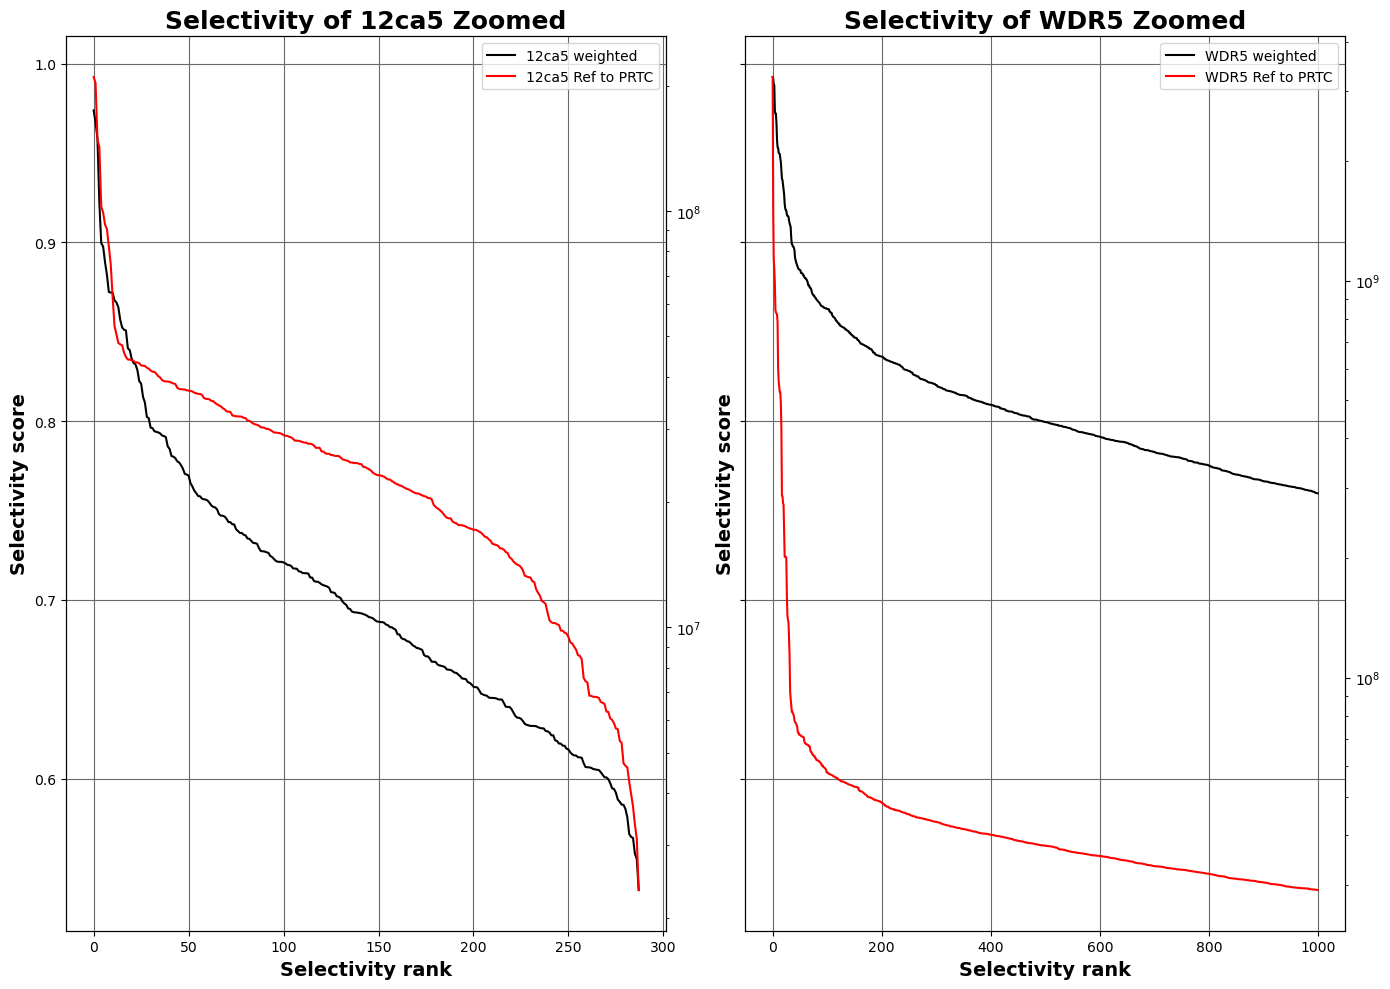 Selectivity of 12ca5 Zoomed
12ca5 weighted
12ca5 Ref to PRTC
1.0
0.9
0.8
0.7
0.6
Selectivity score
10⁸
10⁷
0 50 100 150 200 250 300
Selectivity rank
Selectivity of WDR5 Zoomed
WDR5 weighted
WDR5 Ref to PRTC
Selectivity score
10⁹
10⁸
0 200 400 600 800 1000
Selectivity rank